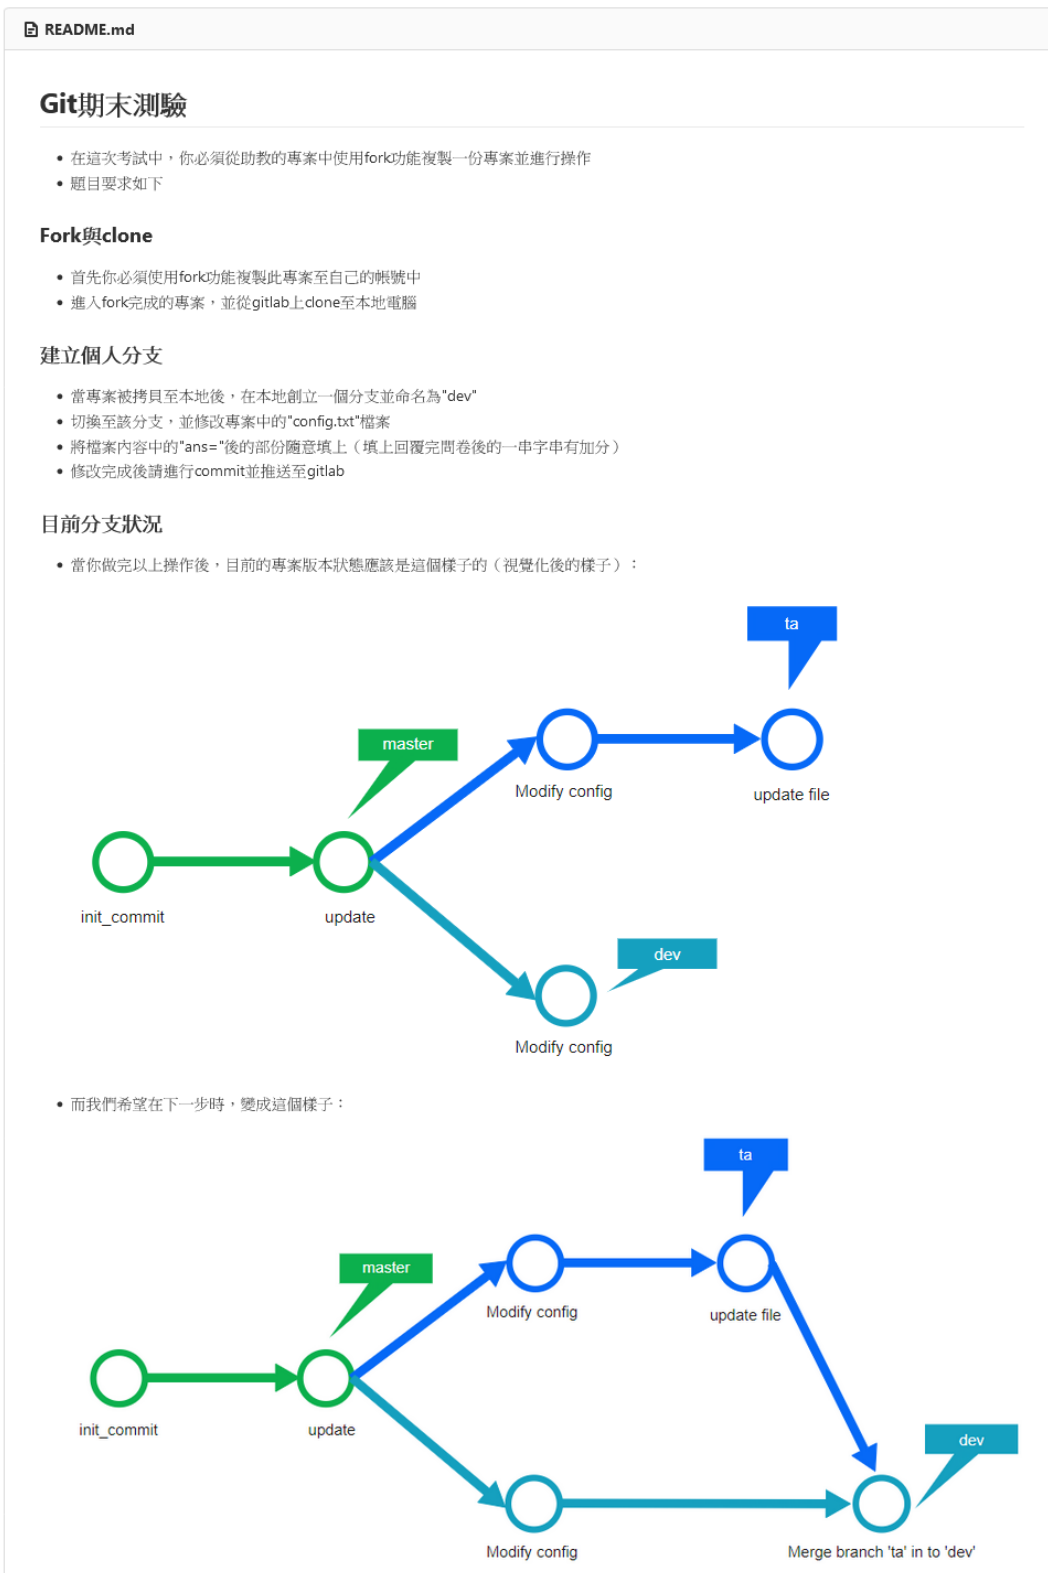 README.md
Git期末測驗
在這次考試中，你必須從助教的專案中使用fork功能複製一份專案並進行操作
題目要求如下
Fork與clone
首先你必須使用fork功能複製此專案至自己的帳號中
進入fork完成的專案，並從gitlab上clone至本地電腦
建立個人分支
當專案被拷貝至本地後，在本地創立一個分支並命名為"dev"
切換至該分支，並修改專案中的"config.txt"檔案
將檔案內容中的"ans="後的部份隨意填上（填上回覆完問卷後的一串字串有加分）
修改完成後請進行commit並推送至gitlab
目前分支狀況
當你做完以上操作後，目前的專案版本狀態應該是這個樣子的（視覺化後的樣子）：
ta
master
Modify config
update file
init_commit
update
dev
Modify config
而我們希望在下一步時，變成這個樣子：
ta
master
Modify config
update file
init_commit
update
dev
Modify config
Merge branch 'ta' in to 'dev'